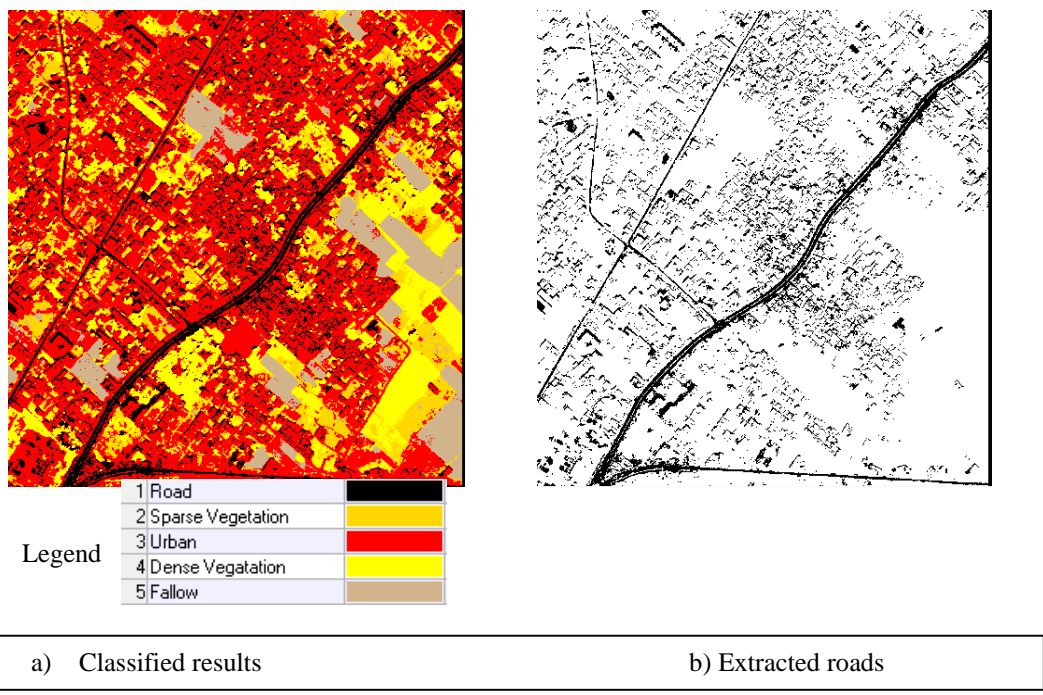 1 Road
2 Sparse Vegetation
3 Urban
4 Dense Vegatation
5 Fallow
Legend
a) Classified results
b) Extracted roads